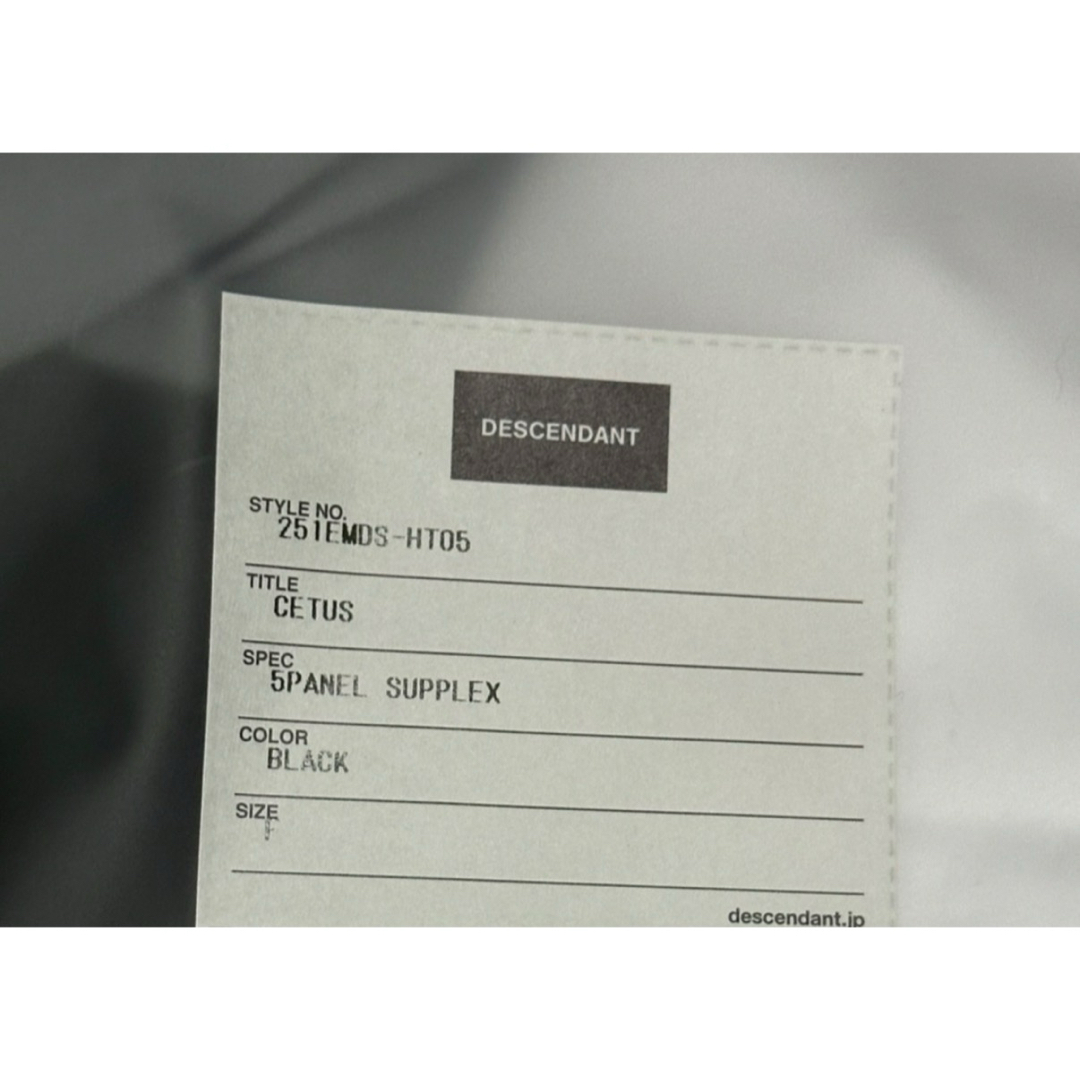 DESCENDANT
STYLE NO.
251EMDS-HT05
TITLE
CETUS
SPEC
5PANEL SUPPLEX
COLOR
BLACK
SIZE
F
descendant.jp